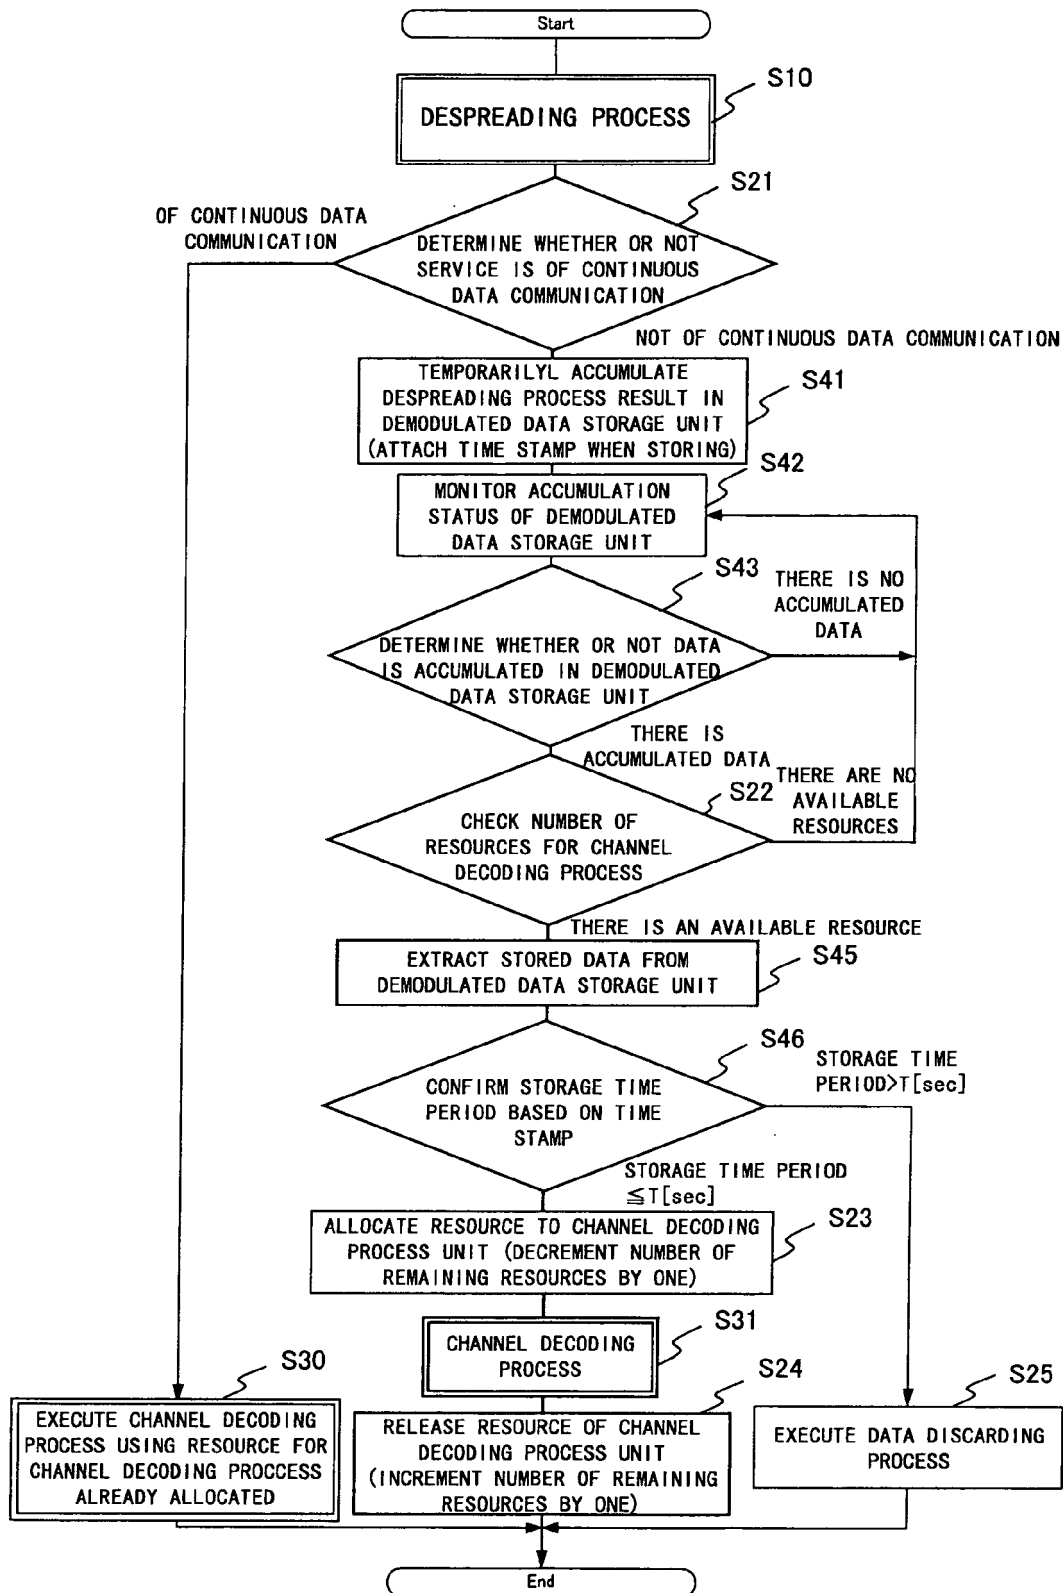 Start
S10
DESPREADING PROCESS
S21
OF CONTINUOUS DATA
COMMUNICATION
DETERMINE WHETHER OR NOT
SERVICE IS OF CONTINUOUS
DATA COMMUNICATION
NOT OF CONTINUOUS DATA COMMUNICATION
S41
TEMPORARILYL ACCUMULATE
DESPREADING PROCESS RESULT IN
DEMODULATED DATA STORAGE UNIT
(ATTACH TIME STAMP WHEN STORING)
S42
MONITOR ACCUMULATION
STATUS OF DEMODULATED
DATA STORAGE UNIT
S43
THERE IS NO
ACCUMULATED
DATA
DETERMINE WHETHER OR NOT DATA
IS ACCUMULATED IN DEMODULATED
DATA STORAGE UNIT
THERE IS
ACCUMULATED DATA
S22
THERE ARE NO
AVAILABLE
RESOURCES
CHECK NUMBER OF
RESOURCES FOR CHANNEL
DECODING PROCESS
THERE IS AN AVAILABLE RESOURCE
S45
EXTRACT STORED DATA FROM
DEMODULATED DATA STORAGE UNIT
S46
STORAGE TIME
PERIOD>T[sec]
CONFIRM STORAGE TIME
PERIOD BASED ON TIME
STAMP
STORAGE TIME PERIOD
≦T[sec]
S23
ALLOCATE RESOURCE TO CHANNEL DECODING
PROCESS UNIT (DECREMENT NUMBER OF
REMAINING RESOURCES BY ONE)
S31
CHANNEL DECODING
PROCESS
S30
EXECUTE CHANNEL DECODING
PROCESS USING RESOURCE FOR
CHANNEL DECODING PROCCESS
ALREADY ALLOCATED
S24
RELEASE RESOURCE OF CHANNEL
DECODING PROCESS UNIT
(INCREMENT NUMBER OF REMAINING
RESOURCES BY ONE)
S25
EXECUTE DATA DISCARDING
PROCESS
End